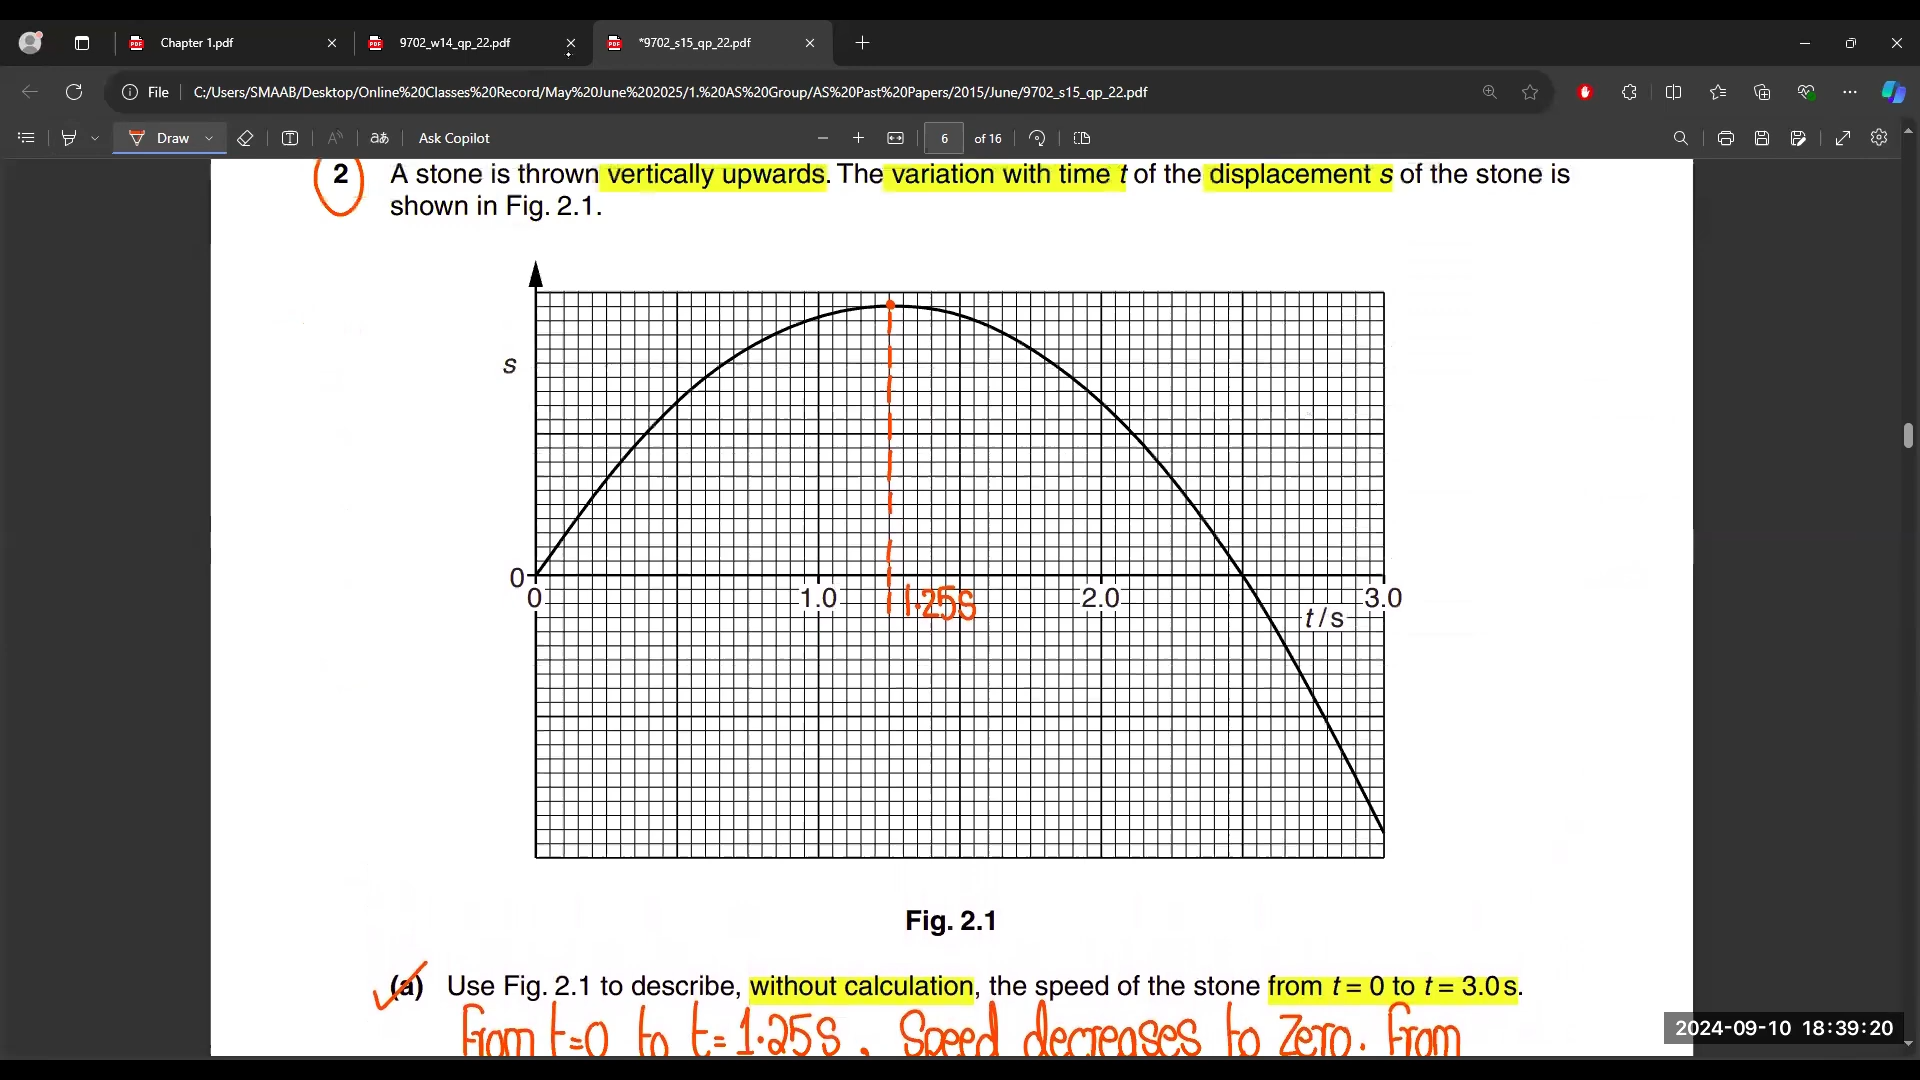 Chapter 1.pdf
9702_w14_qp_22.pdf
*9702_s15_qp_22.pdf
File
C:/Users/SMAAB/Desktop/Online%20Classes%20Record/May%20June%202025/1.%20AS%20Group/AS%20Past%20Papers/2015/June/9702_s15_qp_22.pdf
Draw
Ask Copilot
6 of 16
2 A stone is thrown vertically upwards. The variation with time t of the displacement s of the stone is
shown in Fig. 2.1.
s
0
0 1.0 1.25s 2.0 3.0
t / s
Fig. 2.1
(a) Use Fig. 2.1 to describe, without calculation, the speed of the stone from t = 0 to t = 3.0 s.
From t=0 to t=1.25s, Speed decreases to zero. From
2024-09-10 18:39:20